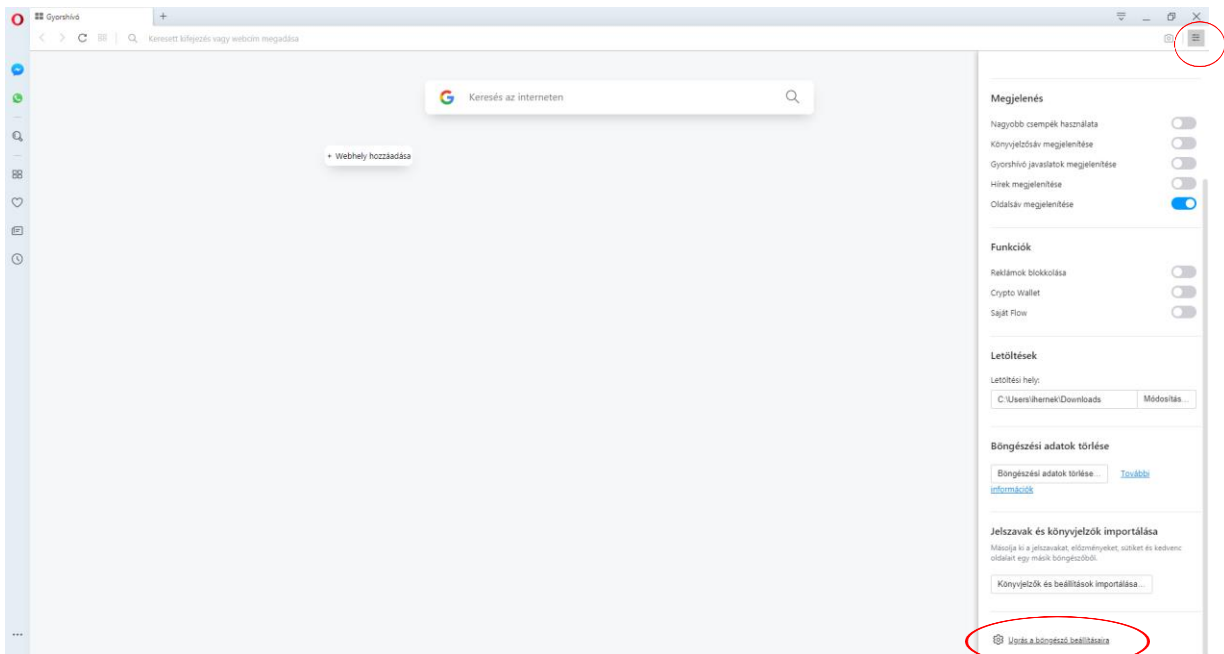 Gyorshívó
Keresett kifejezés vagy webcím megadása
Keresés az interneten
+ Webhely hozzáadása
Megjelenés
Nagyobb csempék használata
Könyvjelzősáv megjelenítése
Gyorshívó javaslatok megjelenítése
Hírek megjelenítése
Oldalsáv megjelenítése
Funkciók
Reklámok blokkolása
Crypto Wallet
Saját Flow
Letöltések
Letöltési hely:
C:\Users\ihernek\Downloads Módosítás...
Böngészési adatok törlése
Böngészési adatok törlése... További
információk
Jelszavak és könyvjelzők importálása
Másolja ki a jelszavakat, előzményeket, sütiket és kedvenc
oldalait egy másik böngészőből.
Könyvjelzők és beállítások importálása...
Ugrás a böngésző beállításaira